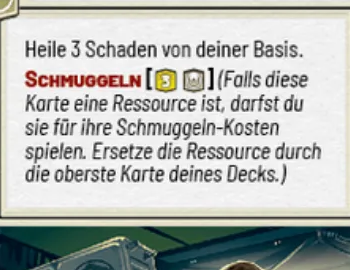 Heile 3 Schaden von deiner Basis.
SCHMUGGELN [3] (Falls diese
Karte eine Ressource ist, darfst du
sie für ihre Schmuggeln-Kosten
spielen. Ersetze die Ressource durch
die oberste Karte deines Decks.)